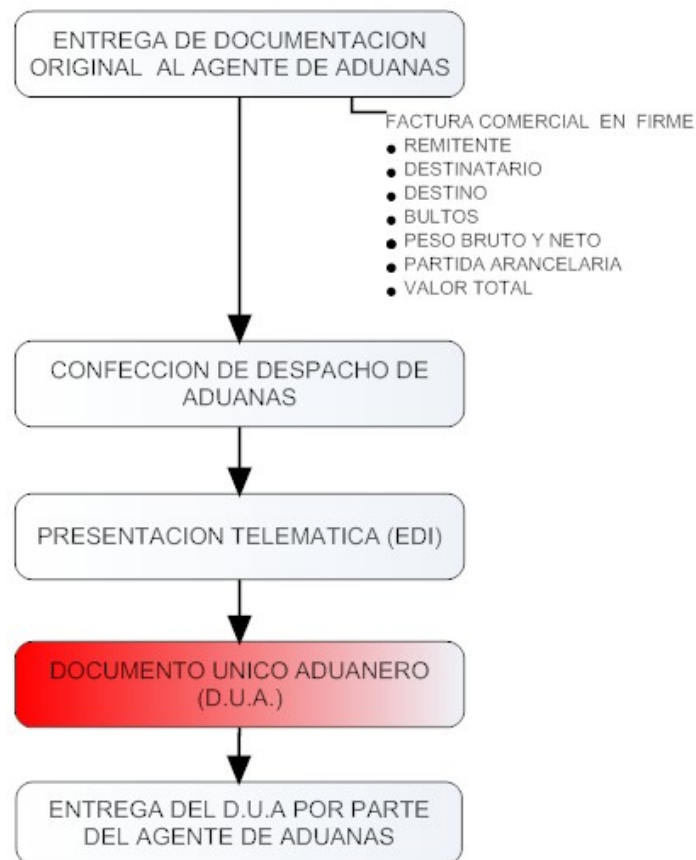 ENTREGA DE DOCUMENTACION
ORIGINAL AL AGENTE DE ADUANAS
FACTURA COMERCIAL EN FIRME
● REMITENTE
● DESTINATARIO
● DESTINO
● BULTOS
● PESO BRUTO Y NETO
● PARTIDA ARANCELARIA
● VALOR TOTAL
CONFECCION DE DESPACHO DE
ADUANAS
PRESENTACION TELEMATICA (EDI)
DOCUMENTO UNICO ADUANERO
(D.U.A.)
ENTREGA DEL D.U.A POR PARTE
DEL AGENTE DE ADUANAS